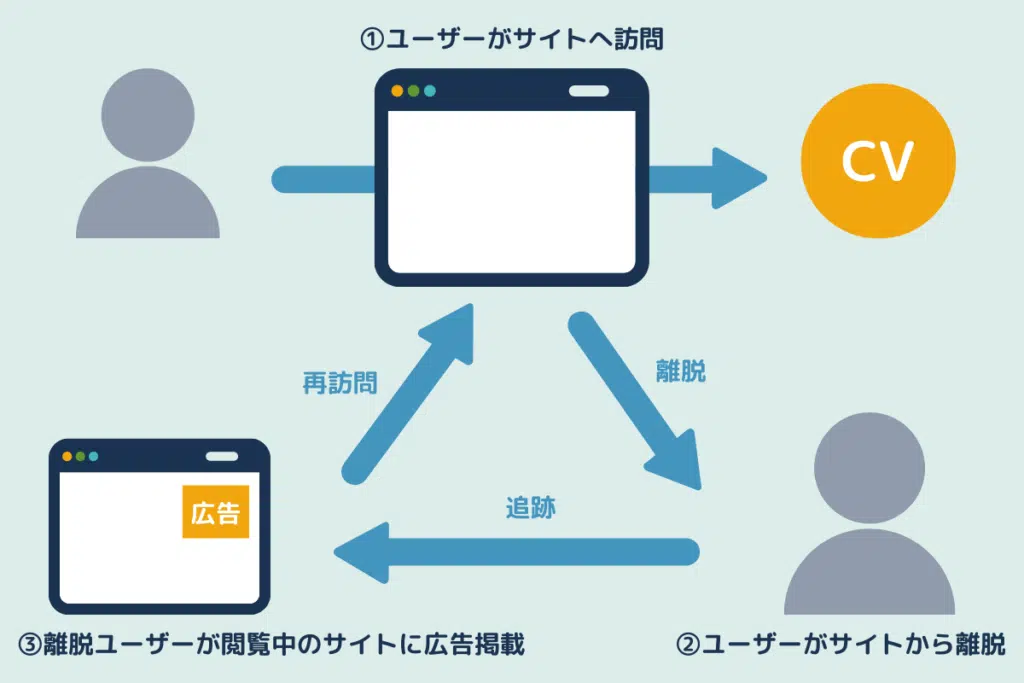 ①ユーザーがサイトへ訪問
CV
再訪問
離脱
広告
追跡
③離脱ユーザーが閲覧中のサイトに広告掲載
②ユーザーがサイトから離脱